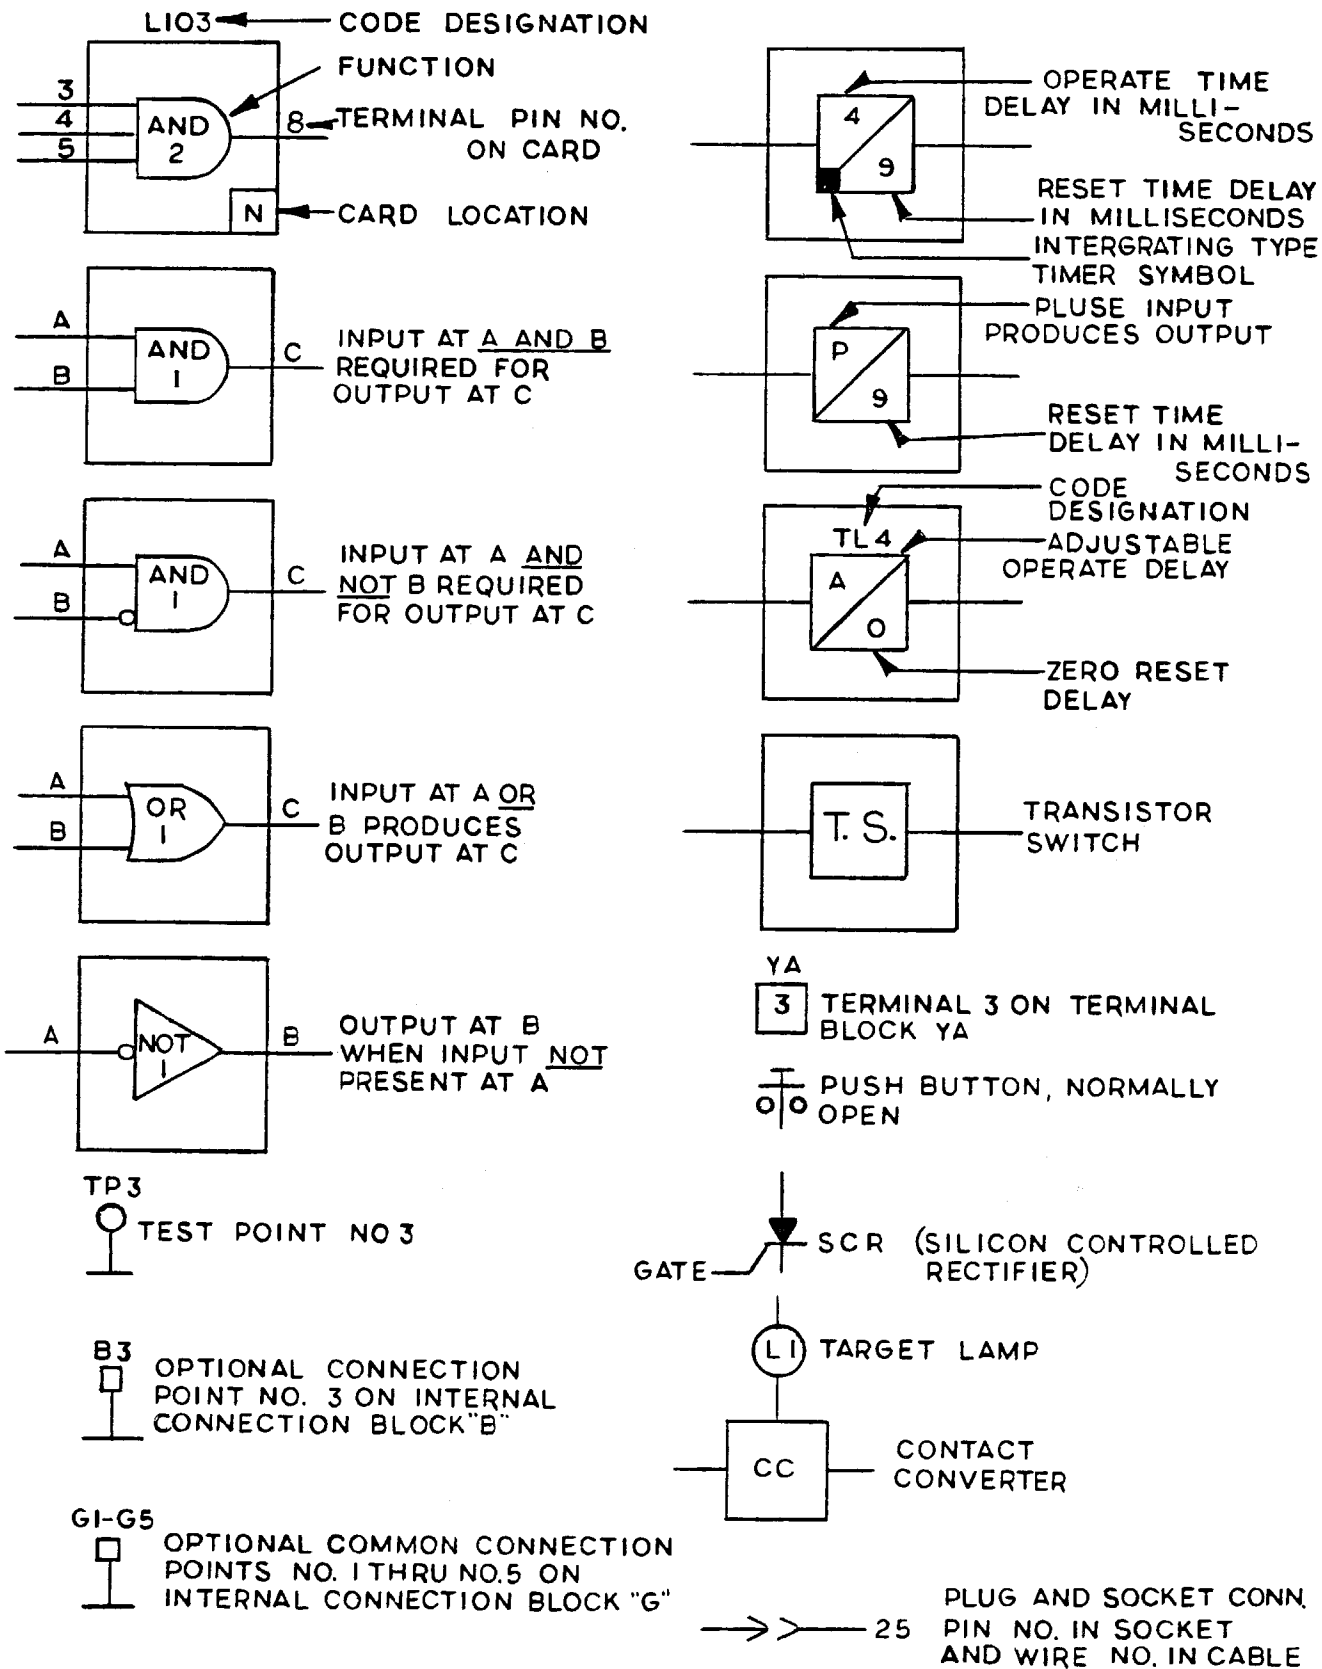 L103 CODE DESIGNATION
FUNCTION
3
4
5
AND
2
8
TERMINAL PIN NO.
ON CARD
N
CARD LOCATION
A
B
AND
1
C
INPUT AT A AND B
REQUIRED FOR
OUTPUT AT C
A
B
AND
1
C
INPUT AT A AND
NOT B REQUIRED
FOR OUTPUT AT C
A
B
OR
1
C
INPUT AT A OR
B PRODUCES
OUTPUT AT C
A
NOT
1
B
OUTPUT AT B
WHEN INPUT NOT
PRESENT AT A
TP3
TEST POINT NO 3
B3
OPTIONAL CONNECTION
POINT NO. 3 ON INTERNAL
CONNECTION BLOCK "B"
G1-G5
OPTIONAL COMMON CONNECTION
POINTS NO. 1 THRU NO. 5 ON
INTERNAL CONNECTION BLOCK "G"
4
9
OPERATE TIME
DELAY IN MILLI-
SECONDS
RESET TIME DELAY
IN MILLISECONDS
INTERGRATING TYPE
TIMER SYMBOL
P
9
PLUSE INPUT
PRODUCES OUTPUT
RESET TIME
DELAY IN MILLI-
SECONDS
CODE
DESIGNATION
TL4
A
O
ADJUSTABLE
OPERATE DELAY
ZERO RESET
DELAY
T. S.
TRANSISTOR
SWITCH
YA
3
TERMINAL 3 ON TERMINAL
BLOCK YA
PUSH BUTTON, NORMALLY
OPEN
GATE
SCR (SILICON CONTROLLED
RECTIFIER)
L1
TARGET LAMP
CC
CONTACT
CONVERTER
25
PLUG AND SOCKET CONN.
PIN NO. IN SOCKET
AND WIRE NO. IN CABLE